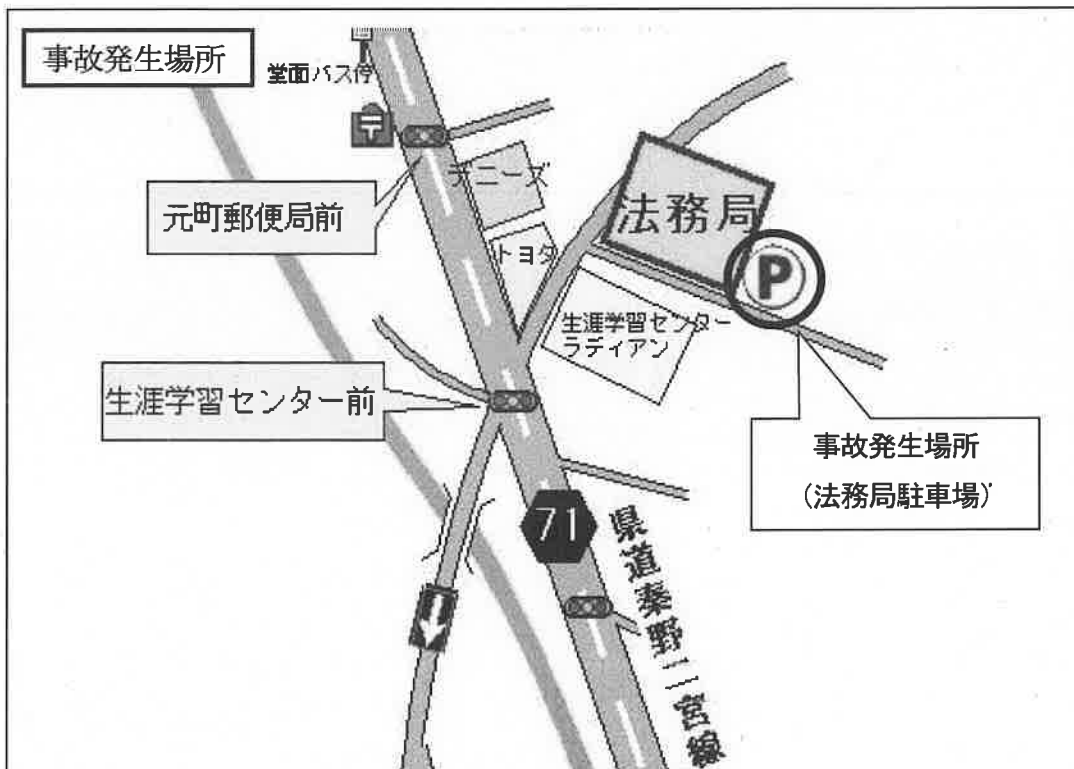 事故発生場所
堂面バス停
〒
元町郵便局前
デニーズ
法務局
トヨタ
P
生涯学習センター
ラディアン
生涯学習センター前
事故発生場所
(法務局駐車場)
71
県道秦野二宮線